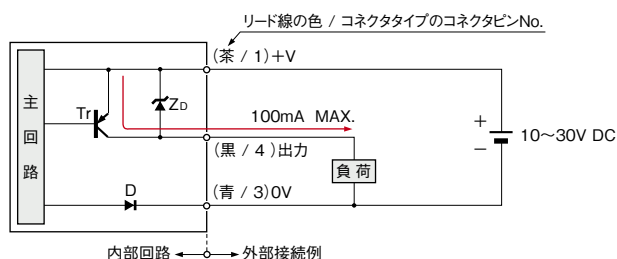 リード線の色 / コネクタタイプのコネクタピンNo.
(茶 / 1)+V
主回路
Tr
ZD
100mA MAX.
+
−
10〜30V DC
(黒 / 4)出力
負荷
D
(青 / 3)0V
内部回路
外部接続例